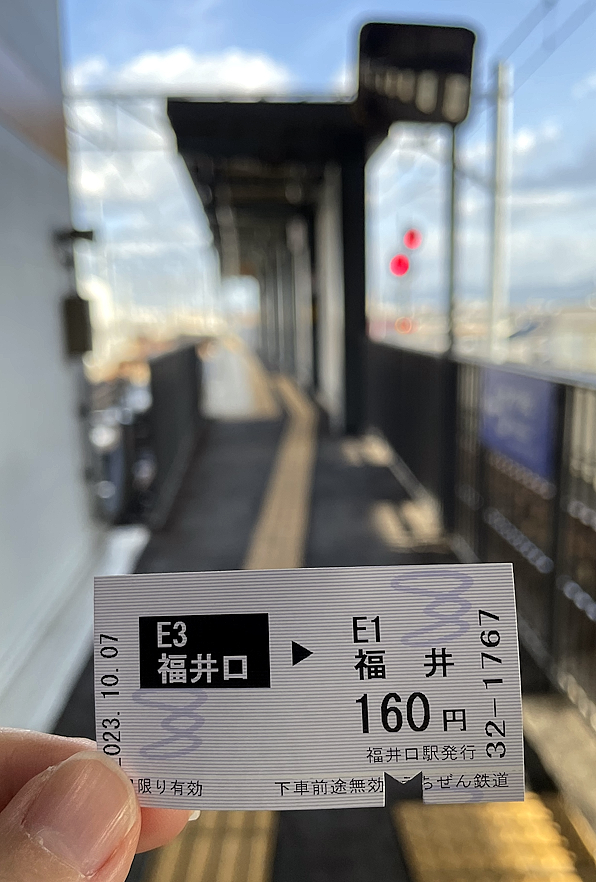 023.10.07
E3
福井口
▶
E1
福 井
160円
福井口駅発行
限り有効
下車前途無効
ちぜん鉄道
32-1767